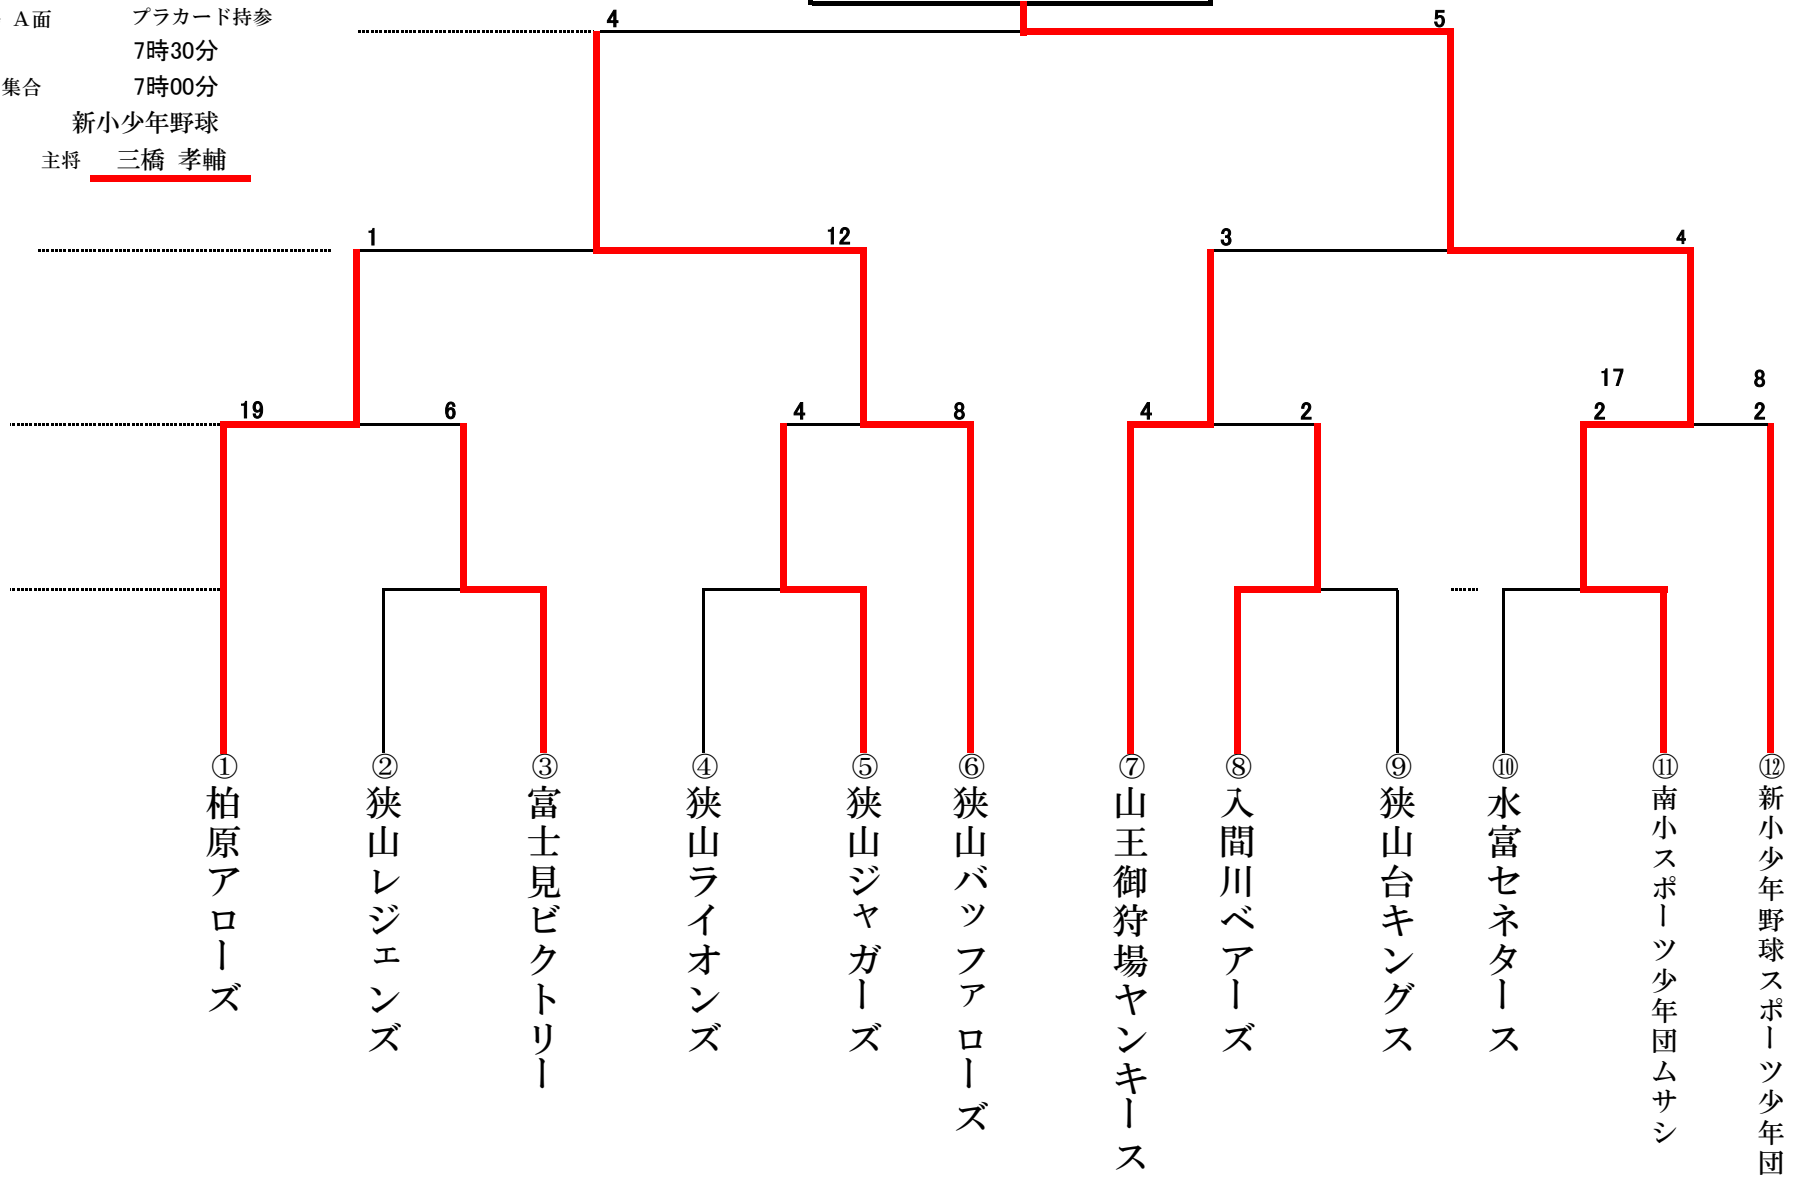 A面 プラカード持参
7時30分
集合 7時00分
新小少年野球
主将 三橋 孝輔
4 5
1 12 3 4
17 8
19 6 4 8 4 2 2 2
①柏原アローズ
②狭山レジェンズ
③富士見ビクトリー
④狭山ライオンズ
⑤狭山ジャガーズ
⑥狭山バッファローズ
⑦山王御狩場ヤンキース
⑧入間川ベアーズ
⑨狭山台キングス
⑩水富セネタース
⑪南小スポーツ少年団ムサシ
⑫新小少年野球スポーツ少年団